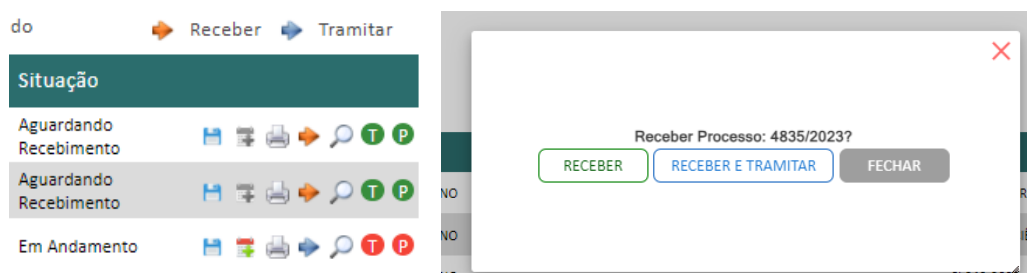 do Receber Tramitar
Situação
Aguardando
Recebimento
T P
Aguardando
Recebimento
T P
Em Andamento T P
Receber Processo: 4835/2023?
RECEBER RECEBER E TRAMITAR FECHAR
NO
NO